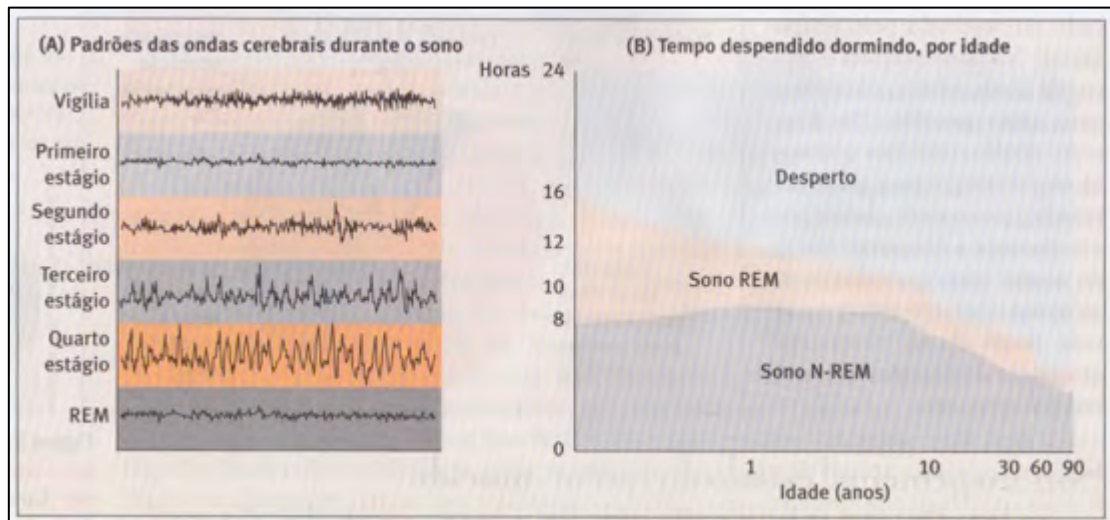 (A) Padrões das ondas cerebrais durante o sono
Vigília
Primeiro
estágio
Segundo
estágio
Terceiro
estágio
Quarto
estágio
REM
(B) Tempo despendido dormindo, por idade
Horas
24
16
12
10
8
0
Desperto
Sono REM
Sono N-REM
1 10 30 60 90
Idade (anos)